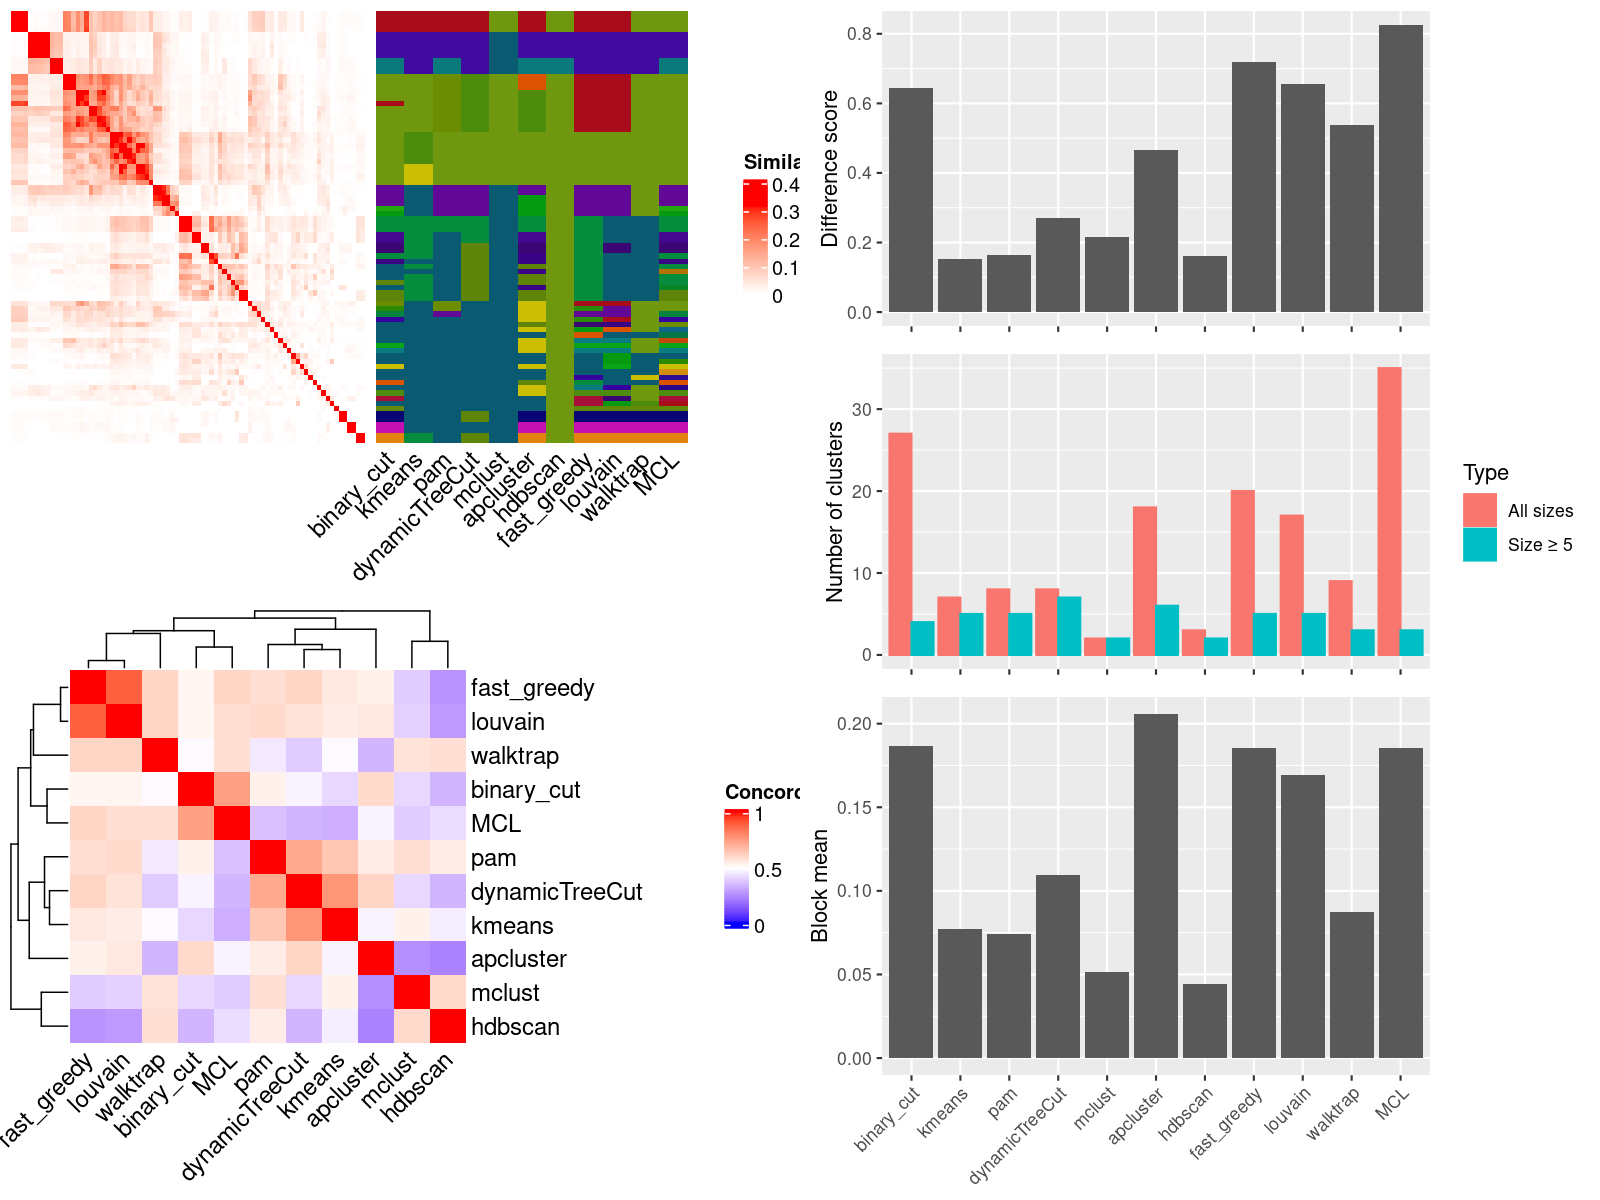 Simila
0.4
0.3
0.2
0.1
0
binary_cut
kmeans
pam
dynamicTreeCut
mclust
apcluster
hdbscan
fast_greedy
louvain
walktrap
MCL
fast_greedy
louvain
walktrap
binary_cut
MCL
pam
dynamicTreeCut
kmeans
apcluster
mclust
hdbscan
fast_greedy
louvain
walktrap
binary_cut
MCL
pam
dynamicTreeCut
kmeans
apcluster
mclust
hdbscan
Concord
1
0.5
0
Difference score
0.8
0.6
0.4
0.2
0.0
Number of clusters
30
20
10
0
Type
All sizes
Size ≥ 5
Block mean
0.20
0.15
0.10
0.05
0.00
binary_cut
kmeans
pam
dynamicTreeCut
mclust
apcluster
hdbscan
fast_greedy
louvain
walktrap
MCL